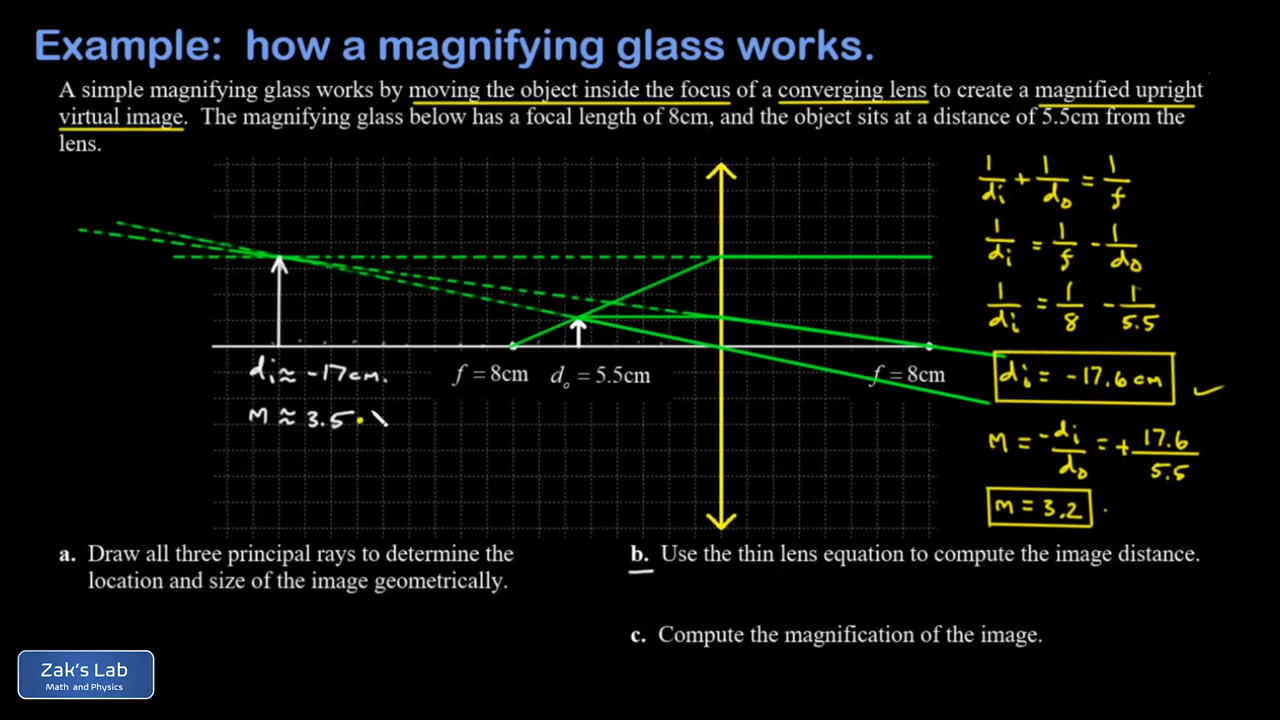 Example: how a magnifying glass works.
A simple magnifying glass works by moving the object inside the focus of a converging lens to create a magnified upright
virtual image. The magnifying glass below has a focal length of 8cm, and the object sits at a distance of 5.5cm from the
lens.
1/di + 1/do = 1/f
1/di = 1/f - 1/do
1/di = 1/8 - 1/5.5
di = -17.6 cm ✓
M = -di/do = + 17.6/5.5
m = 3.2
di ≈ -17cm.
M ≈ 3.5
f = 8cm
do = 5.5cm
f = 8cm
a. Draw all three principal rays to determine the
location and size of the image geometrically.
b. Use the thin lens equation to compute the image distance.
c. Compute the magnification of the image.
Zak's Lab
Math and Physics